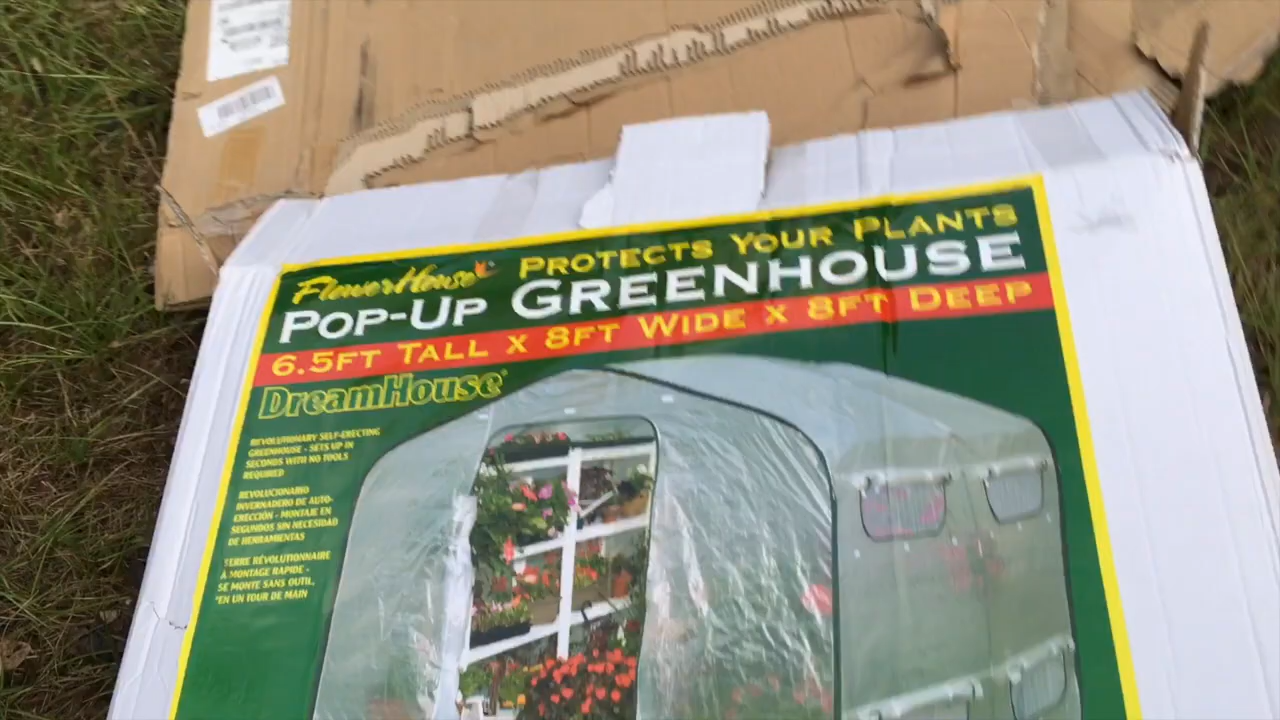 FlowerHouse PROTECTS YOUR PLANTS
POP-UP GREENHOUSE
6.5FT TALL X 8FT WIDE X 8FT DEEP
DreamHouse
REVOLUTIONARY SELF-ERECTING
GREENHOUSE - SETS UP IN
SECONDS WITH NO TOOLS
REQUIRED
REVOLUCIONARIO
INVERNADERO DE AUTO-
ERECCIÓN - MONTAJE EN
SEGUNDOS SIN NECESIDAD
DE HERRAMIENTAS
SERRE RÉVOLUTIONNAIRE
À MONTAGE RAPIDE -
SE MONTE SANS OUTIL,
"EN UN TOUR DE MAIN